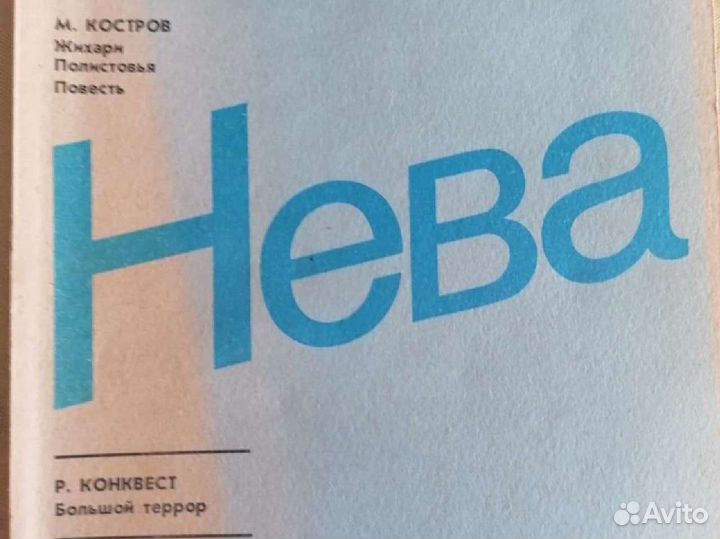 М. КОСТРОВ
Жихари
Полистовья
Повесть
Нева
Р. КОНКВЕСТ
Большой террор
Avito